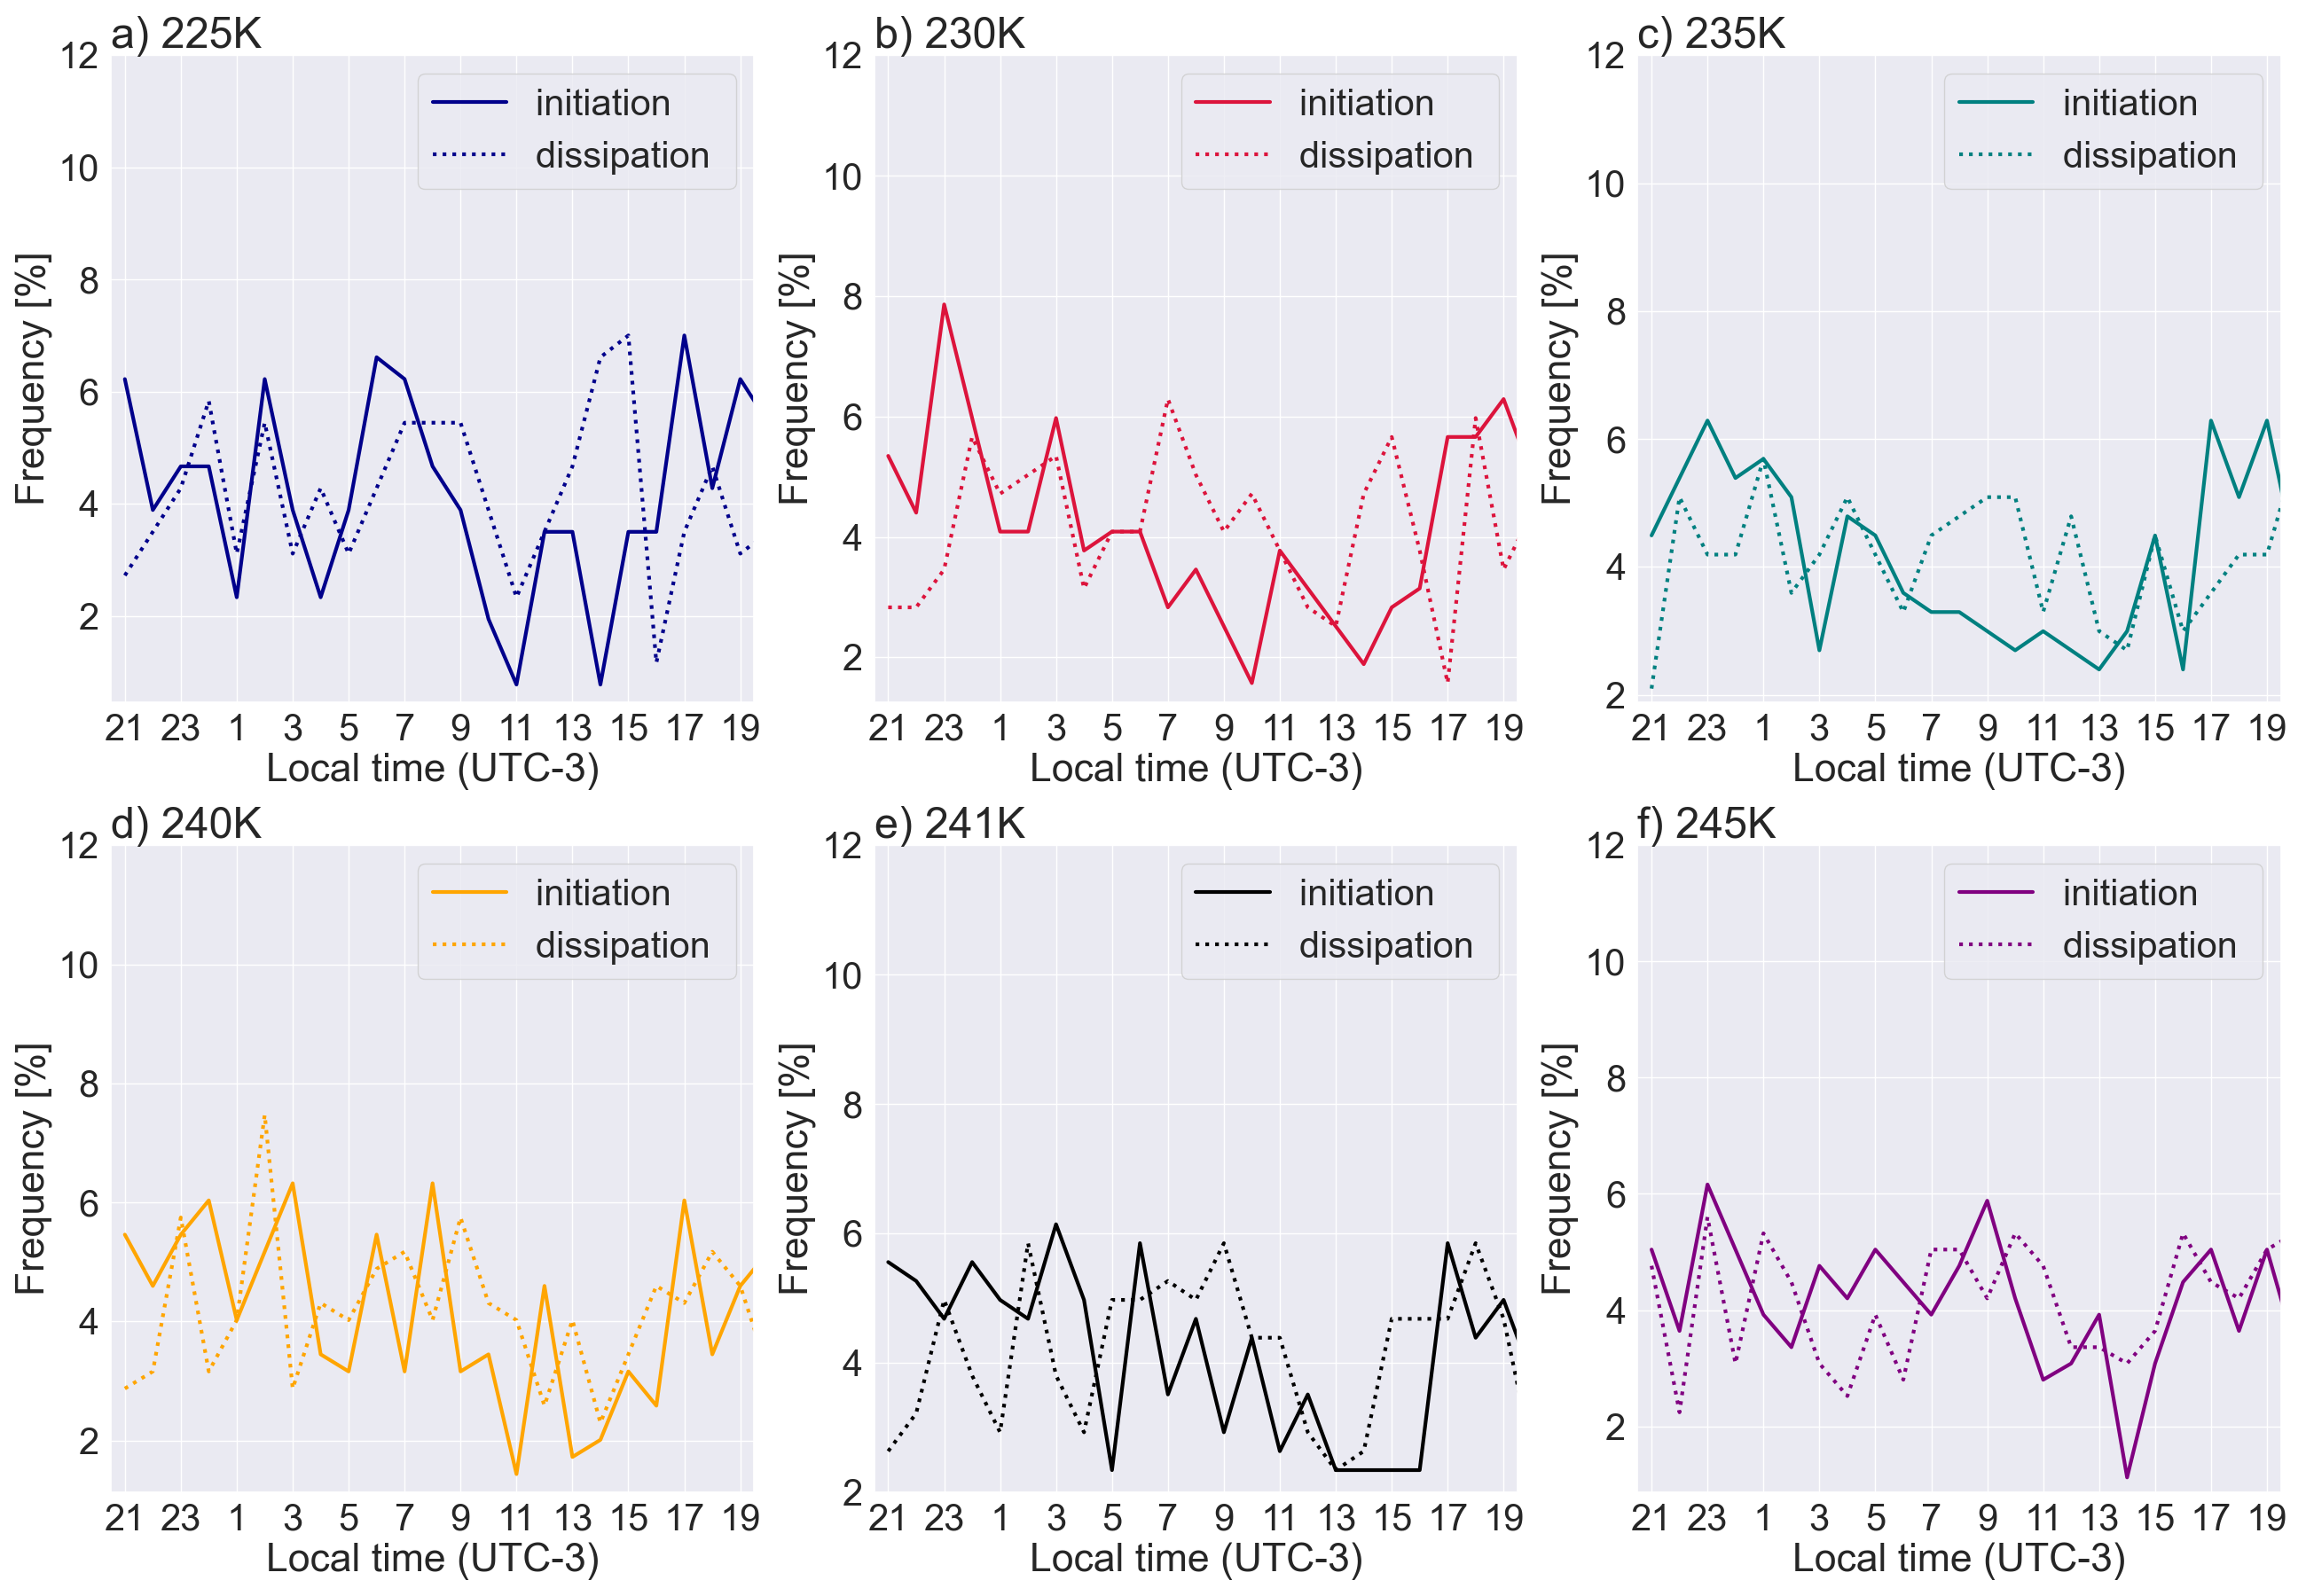 a) 225K
12
10
8
6
4
2
Frequency [%]
initiation
dissipation
21 23 1 3 5 7 9 11 13 15 17 19
Local time (UTC-3)
b) 230K
12
10
8
6
4
2
Frequency [%]
initiation
dissipation
21 23 1 3 5 7 9 11 13 15 17 19
Local time (UTC-3)
c) 235K
12
10
8
6
4
2
Frequency [%]
initiation
dissipation
21 23 1 3 5 7 9 11 13 15 17 19
Local time (UTC-3)
d) 240K
12
10
8
6
4
2
Frequency [%]
initiation
dissipation
21 23 1 3 5 7 9 11 13 15 17 19
Local time (UTC-3)
e) 241K
12
10
8
6
4
2
Frequency [%]
initiation
dissipation
21 23 1 3 5 7 9 11 13 15 17 19
Local time (UTC-3)
f) 245K
12
10
8
6
4
2
Frequency [%]
initiation
dissipation
21 23 1 3 5 7 9 11 13 15 17 19
Local time (UTC-3)